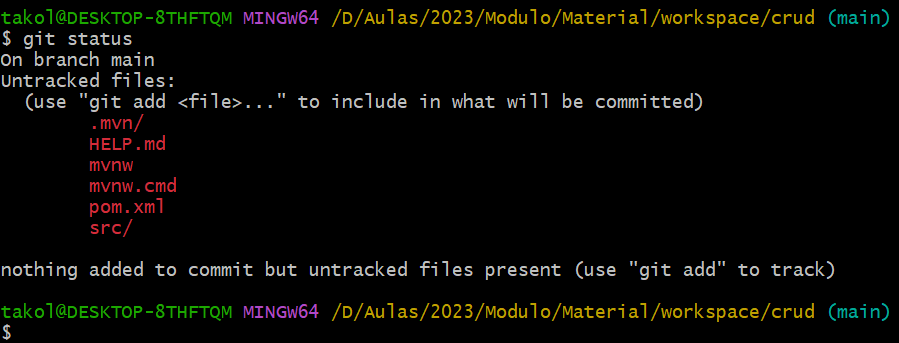 takol@DESKTOP-8THFTQM MINGW64 /D/Aulas/2023/Modulo/Material/workspace/crud (main)
$ git status
On branch main
Untracked files:
  (use "git add <file>..." to include in what will be committed)
        .mvn/
        HELP.md
        mvnw
        mvnw.cmd
        pom.xml
        src/

nothing added to commit but untracked files present (use "git add" to track)

takol@DESKTOP-8THFTQM MINGW64 /D/Aulas/2023/Modulo/Material/workspace/crud (main)
$